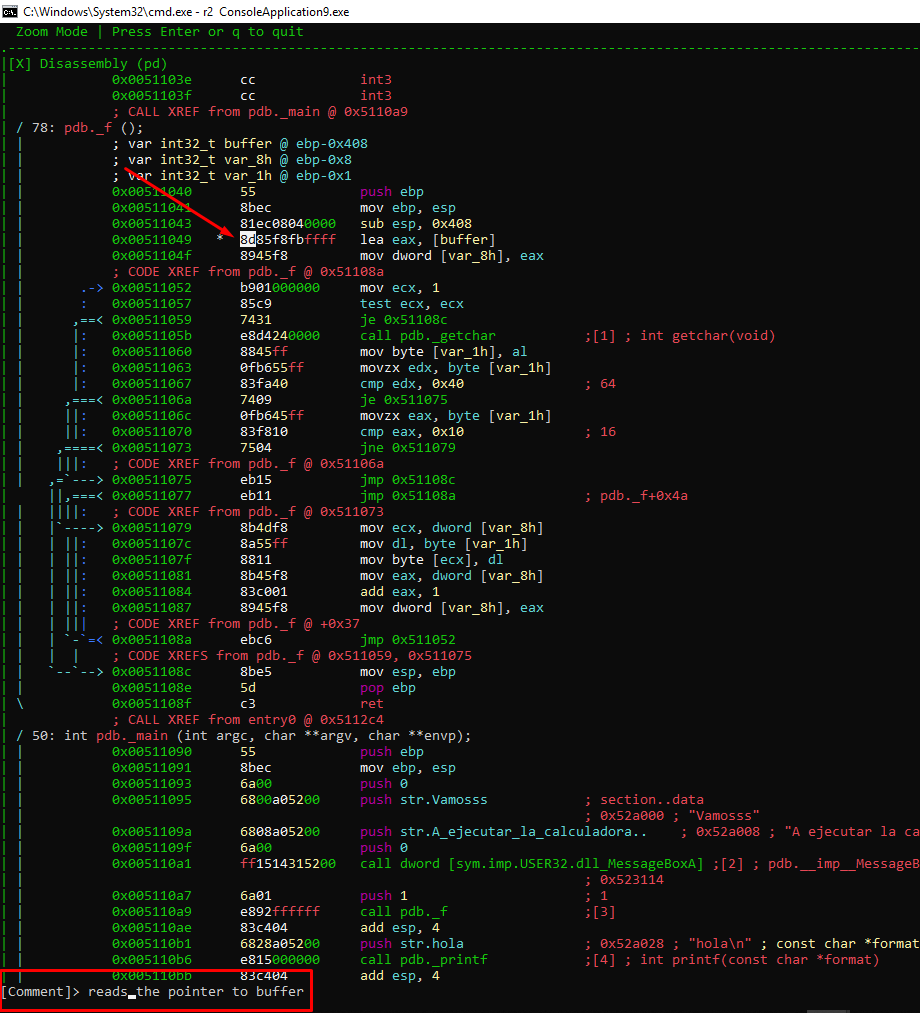 C:\Windows\System32\cmd.exe - r2 ConsoleApplication9.exe
Zoom Mode | Press Enter or q to quit
[X] Disassembly (pd)
0x0051103e cc int3
0x0051103f cc int3
; CALL XREF from pdb._main @ 0x5110a9
/ 78: pdb._f ();
; var int32_t buffer @ ebp-0x408
; var int32_t var_8h @ ebp-0x8
; var int32_t var_1h @ ebp-0x1
0x00511040 55 push ebp
0x00511041 8bec mov ebp, esp
0x00511043 81ec08040000 sub esp, 0x408
0x00511049 * 8d85f8fbffff lea eax, [buffer]
0x0051104f 8945f8 mov dword [var_8h], eax
; CODE XREF from pdb._f @ 0x51108a
.-> 0x00511052 b901000000 mov ecx, 1
: 0x00511057 85c9 test ecx, ecx
,==< 0x00511059 7431 je 0x51108c
|: 0x0051105b e8d4240000 call pdb._getchar ;[1] ; int getchar(void)
|: 0x00511060 8845ff mov byte [var_1h], al
|: 0x00511063 0fb655ff movzx edx, byte [var_1h]
|: 0x00511067 83fa40 cmp edx, 0x40 ; 64
,===< 0x0051106a 7409 je 0x511075
||: 0x0051106c 0fb645ff movzx eax, byte [var_1h]
||: 0x00511070 83f810 cmp eax, 0x10 ; 16
,====< 0x00511073 7504 jne 0x511079
|||: ; CODE XREF from pdb._f @ 0x51106a
,=`---> 0x00511075 eb15 jmp 0x51108c
||,===< 0x00511077 eb11 jmp 0x51108a ; pdb._f+0x4a
||||: ; CODE XREF from pdb._f @ 0x511073
|`----> 0x00511079 8b4df8 mov ecx, dword [var_8h]
| ||: 0x0051107c 8a55ff mov dl, byte [var_1h]
| ||: 0x0051107f 8811 mov byte [ecx], dl
| ||: 0x00511081 8b45f8 mov eax, dword [var_8h]
| ||: 0x00511084 83c001 add eax, 1
| ||: 0x00511087 8945f8 mov dword [var_8h], eax
| ||| ; CODE XREF from pdb._f @ +0x37
| `-`=< 0x0051108a ebc6 jmp 0x511052
| | ; CODE XREFS from pdb._f @ 0x511059, 0x511075
`--`--> 0x0051108c 8be5 mov esp, ebp
0x0051108e 5d pop ebp
\ 0x0051108f c3 ret
; CALL XREF from entry0 @ 0x5112c4
/ 50: int pdb._main (int argc, char **argv, char **envp);
0x00511090 55 push ebp
0x00511091 8bec mov ebp, esp
0x00511093 6a00 push 0
0x00511095 6800a05200 push str.Vamosss ; section..data
; 0x52a000 ; "Vamosss"
0x0051109a 6808a05200 push str.A_ejecutar_la_calculadora.. ; 0x52a008 ; "A ejecutar la ca
0x0051109f 6a00 push 0
0x005110a1 ff1514315200 call dword [sym.imp.USER32.dll_MessageBoxA] ;[2] ; pdb.__imp__MessageB
; 0x523114
0x005110a7 6a01 push 1 ; 1
0x005110a9 e892ffffff call pdb._f ;[3]
0x005110ae 83c404 add esp, 4
0x005110b1 6828a05200 push str.hola ; 0x52a028 ; "hola\n" ; const char *format
0x005110b6 e815000000 call pdb._printf ;[4] ; int printf(const char *format)
0x005110bb 83c404 add esp, 4
[Comment]> reads the pointer to buffer